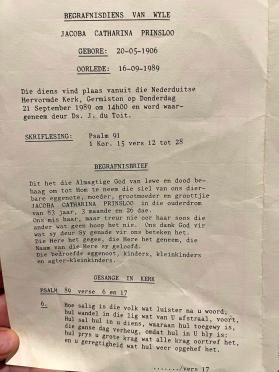 BEGRAFNISDIENS VAN WYLE
JACOBA CATHARINA PRINSLOO
GEBORE: 20-05-1906
OORLEDE: 16-09-1989
Die diens vind plaas vanuit die Nederduitse
Hervormde Kerk, Germiston op Donderdag
21 September 1989 om 14h00 en word waar-
geneem deur Ds. J. du Toit.
SKRIFLESING: Psalm 91
1 Kor. 15 vers 12 tot 28
BEGRAFNISBRIEF
Dit het die Almagtige God van lewe en dood be-
haag om tot Hom te neem die siel van ons dier-
bare eggenote, moeder, grootmoeder en groottjie
JACOBA CATHARINA PRINSLOO in die ouderdom
van 83 jaar, 3 maande en 26 dae.
Ons mis haar, maar treur nie oor haar soos die
ander wat geen hoop het nie. Ons dank God vir
wat sy deur Sy genade vir ons beteken het.
Die Here het gegee, die Here het geneem, die
Naam van die Here sy geloofd.
Die bedroefde eggenoot, kinders, kleinkinders
en agter-kleinkinders.
GESANGE IN KERK
PSALM 89 verse 6 en 17
6. Hoe salig is die volk wat luister na u woord,
hul wandel in die lig van U afstraal, voort,
Hul sal hul in u diens, waaraan hul toegewy is,
die ganse dag verheug, omdat hul in U bly is;
hul prys u grote krag wat alle krag oortref het,
en u geregtigheid wat hul veer opgehef het.
....../vers 17